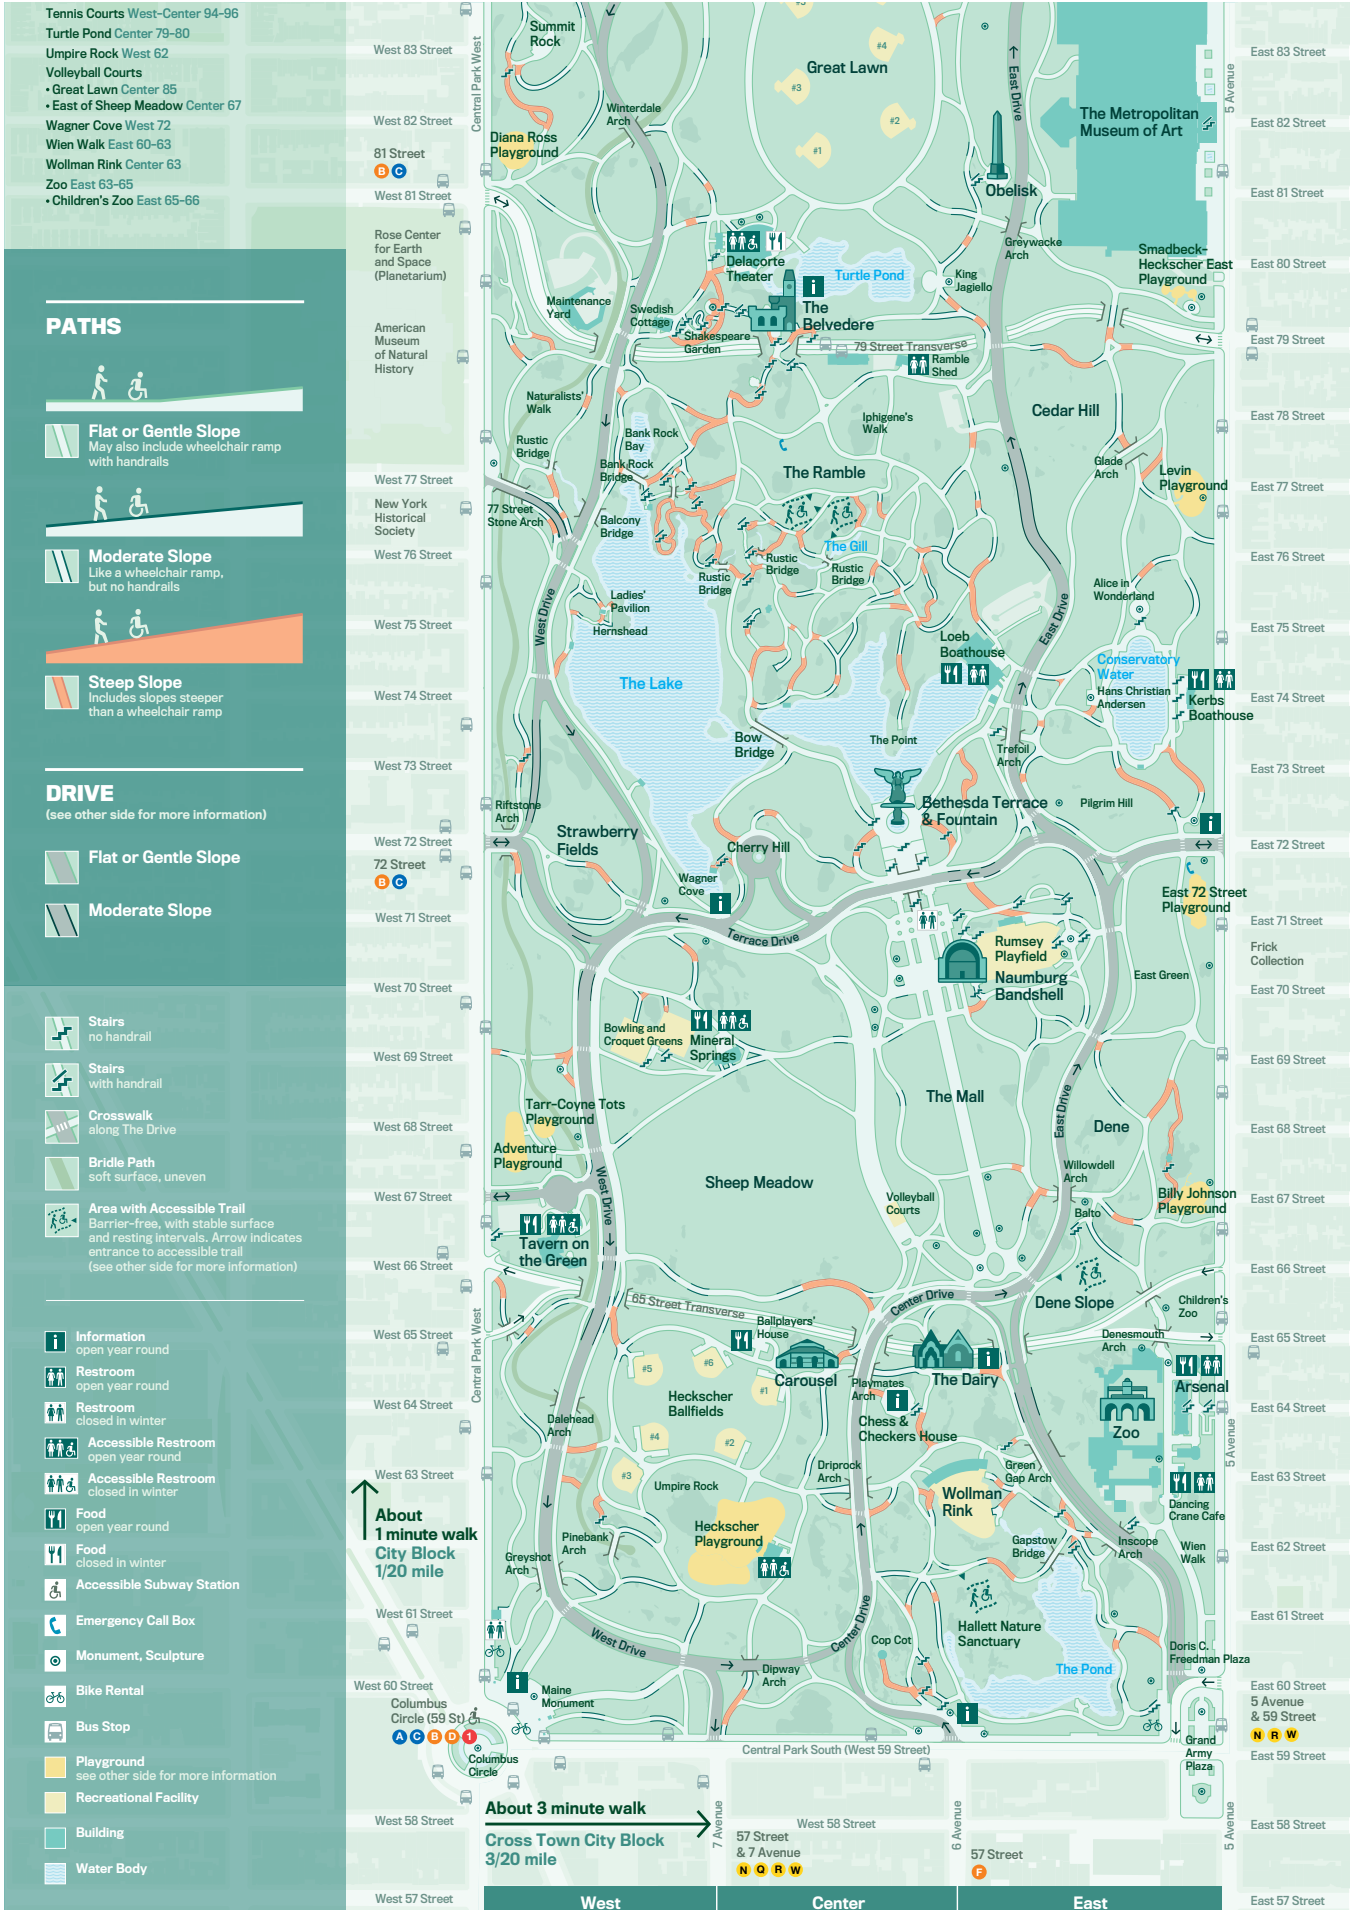 Tennis Courts West-Center 94-96
Turtle Pond Center 79-80
Umpire Rock West 62
Volleyball Courts
• Great Lawn Center 85
• East of Sheep Meadow Center 67
Wagner Cove West 72
Wien Walk East 60-63
Wollman Rink Center 63
Zoo East 63-65
• Children's Zoo East 65-66
PATHS
Flat or Gentle Slope
May also include wheelchair ramp
with handrails
Moderate Slope
Like a wheelchair ramp,
but no handrails
Steep Slope
Includes slopes steeper
than a wheelchair ramp
DRIVE
(see other side for more information)
Flat or Gentle Slope
Moderate Slope
Stairs
no handrail
Stairs
with handrail
Crosswalk
along The Drive
Bridle Path
soft surface, uneven
Area with Accessible Trail
Barrier-free, with stable surface
and resting intervals. Arrow indicates
entrance to accessible trail
(see other side for more information)
Information
open year round
Restroom
open year round
Restroom
closed in winter
Accessible Restroom
open year round
Accessible Restroom
closed in winter
Food
open year round
Food
closed in winter
Accessible Subway Station
Emergency Call Box
Monument, Sculpture
Bike Rental
Bus Stop
Playground
see other side for more information
Recreational Facility
Building
Water Body
West 83 Street
West 82 Street
81 Street
B C
West 81 Street
Rose Center
for Earth
and Space
(Planetarium)
American
Museum
of Natural
History
West 77 Street
New York
Historical
Society
West 76 Street
West 75 Street
West 74 Street
West 73 Street
West 72 Street
72 Street
B C
West 71 Street
West 70 Street
West 69 Street
West 68 Street
West 67 Street
West 66 Street
West 65 Street
West 64 Street
West 63 Street
About
1 minute walk
City Block
1/20 mile
West 61 Street
West 60 Street
Columbus
Circle (59 St)
A C B D 1
Columbus
Circle
West 58 Street
West 57 Street
Central Park West
Central Park West
Summit
Rock
Great Lawn
#5
#4
#3
#2
#1
Winterdale
Arch
Diana Ross
Playground
East Drive
The Metropolitan
Museum of Art
Obelisk
Greywacke
Arch
Smadbeck-
Heckscher East
Playground
Delacorte
Theater
Turtle Pond
King
Jagiello
Maintenance
Yard
Swedish
Cottage
Shakespeare
Garden
The
Belvedere
79 Street Transverse
Ramble
Shed
Naturalists'
Walk
Cedar Hill
Iphigene's
Walk
Rustic
Bridge
Bank Rock
Bay
Bank Rock
Bridge
The Ramble
Glade
Arch
Levin
Playground
77 Street
Stone Arch
Balcony
Bridge
The Gill
Rustic
Bridge
Rustic
Bridge
Rustic
Bridge
Alice in
Wonderland
Ladies'
Pavilion
Hernshead
West Drive
East Drive
Loeb
Boathouse
Conservatory
Water
Hans Christian
Andersen
Kerbs
Boathouse
The Lake
Bow
Bridge
The Point
Trefoil
Arch
Riftstone
Arch
Bethesda Terrace
& Fountain
Pilgrim Hill
Strawberry
Fields
Cherry Hill
Wagner
Cove
East 72 Street
Playground
Terrace Drive
Rumsey
Playfield
Naumburg
Bandshell
East Green
Bowling and
Croquet Greens
Mineral
Springs
The Mall
Tarr-Coyne Tots
Playground
Adventure
Playground
East Drive
Dene
West Drive
Sheep Meadow
Willowdell
Arch
Volleyball
Courts
Balto
Billy Johnson
Playground
Tavern on
the Green
Dene Slope
Children's
Zoo
65 Street Transverse
Center Drive
Ballplayers'
House
Denesmouth
Arch
#5
#6
#1
Carousel
The Dairy
Arsenal
Playmates
Arch
Heckscher
Ballfields
Chess &
Checkers House
Zoo
Dalehead
Arch
#4
#2
#3
Green
Gap Arch
Driprock
Arch
Umpire Rock
Wollman
Rink
Dancing
Crane Cafe
Heckscher
Playground
Pinebank
Arch
Gapstow
Bridge
Inscope
Arch
Wien
Walk
Greyshot
Arch
Hallett Nature
Sanctuary
Center Drive
Cop Cot
West Drive
The Pond
Doris C.
Freedman Plaza
Dipway
Arch
Maine
Monument
Grand
Army
Plaza
Central Park South (West 59 Street)
About 3 minute walk
Cross Town City Block
3/20 mile
7 Avenue
57 Street
& 7 Avenue
N Q R W
West 58 Street
6 Avenue
57 Street
F
5 Avenue
West
Center
East
5 Avenue
East 83 Street
East 82 Street
East 81 Street
East 80 Street
East 79 Street
East 78 Street
East 77 Street
East 76 Street
East 75 Street
East 74 Street
East 73 Street
East 72 Street
East 71 Street
Frick
Collection
East 70 Street
East 69 Street
East 68 Street
East 67 Street
East 66 Street
East 65 Street
East 64 Street
5 Avenue
East 63 Street
East 62 Street
East 61 Street
East 60 Street
5 Avenue
& 59 Street
N R W
East 59 Street
East 58 Street
East 57 Street